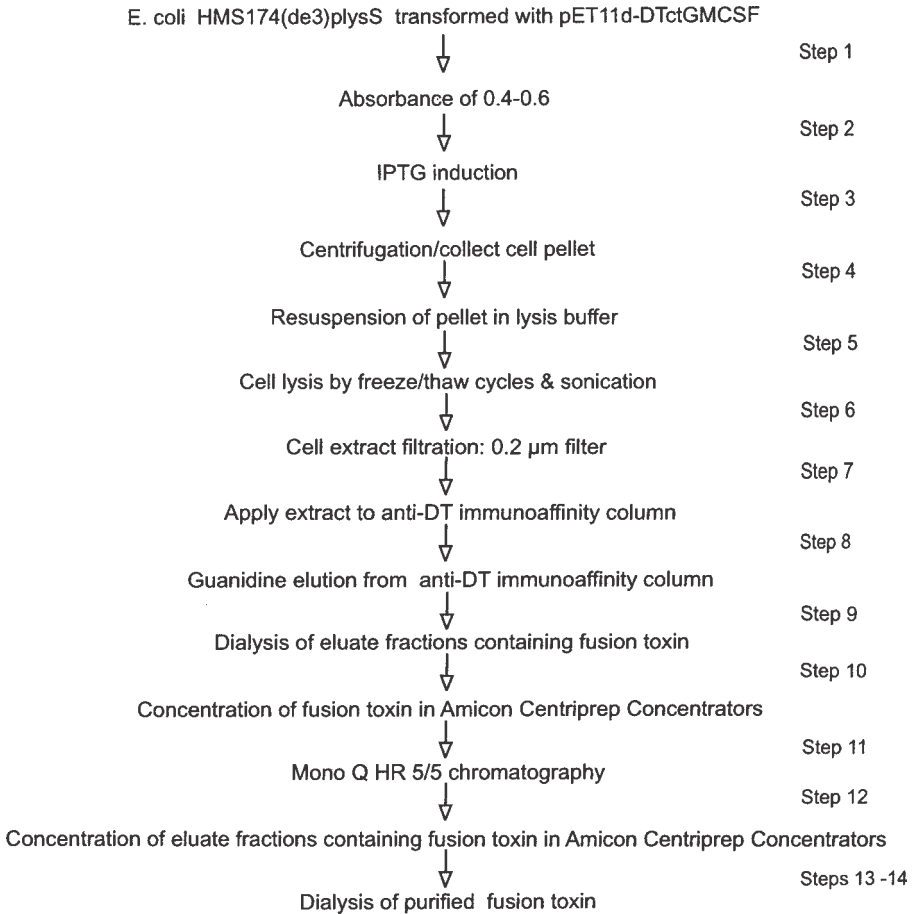 E. coli HMS174(de3)plysS transformed with pET11d-DTctGMCSF
Step 1
Absorbance of 0.4-0.6
Step 2
IPTG induction
Step 3
Centrifugation/collect cell pellet
Step 4
Resuspension of pellet in lysis buffer
Step 5
Cell lysis by freeze/thaw cycles & sonication
Step 6
Cell extract filtration: 0.2 µm filter
Step 7
Apply extract to anti-DT immunoaffinity column
Step 8
Guanidine elution from anti-DT immunoaffinity column
Step 9
Dialysis of eluate fractions containing fusion toxin
Step 10
Concentration of fusion toxin in Amicon Centriprep Concentrators
Step 11
Mono Q HR 5/5 chromatography
Step 12
Concentration of eluate fractions containing fusion toxin in Amicon Centriprep Concentrators
Steps 13 -14
Dialysis of purified fusion toxin